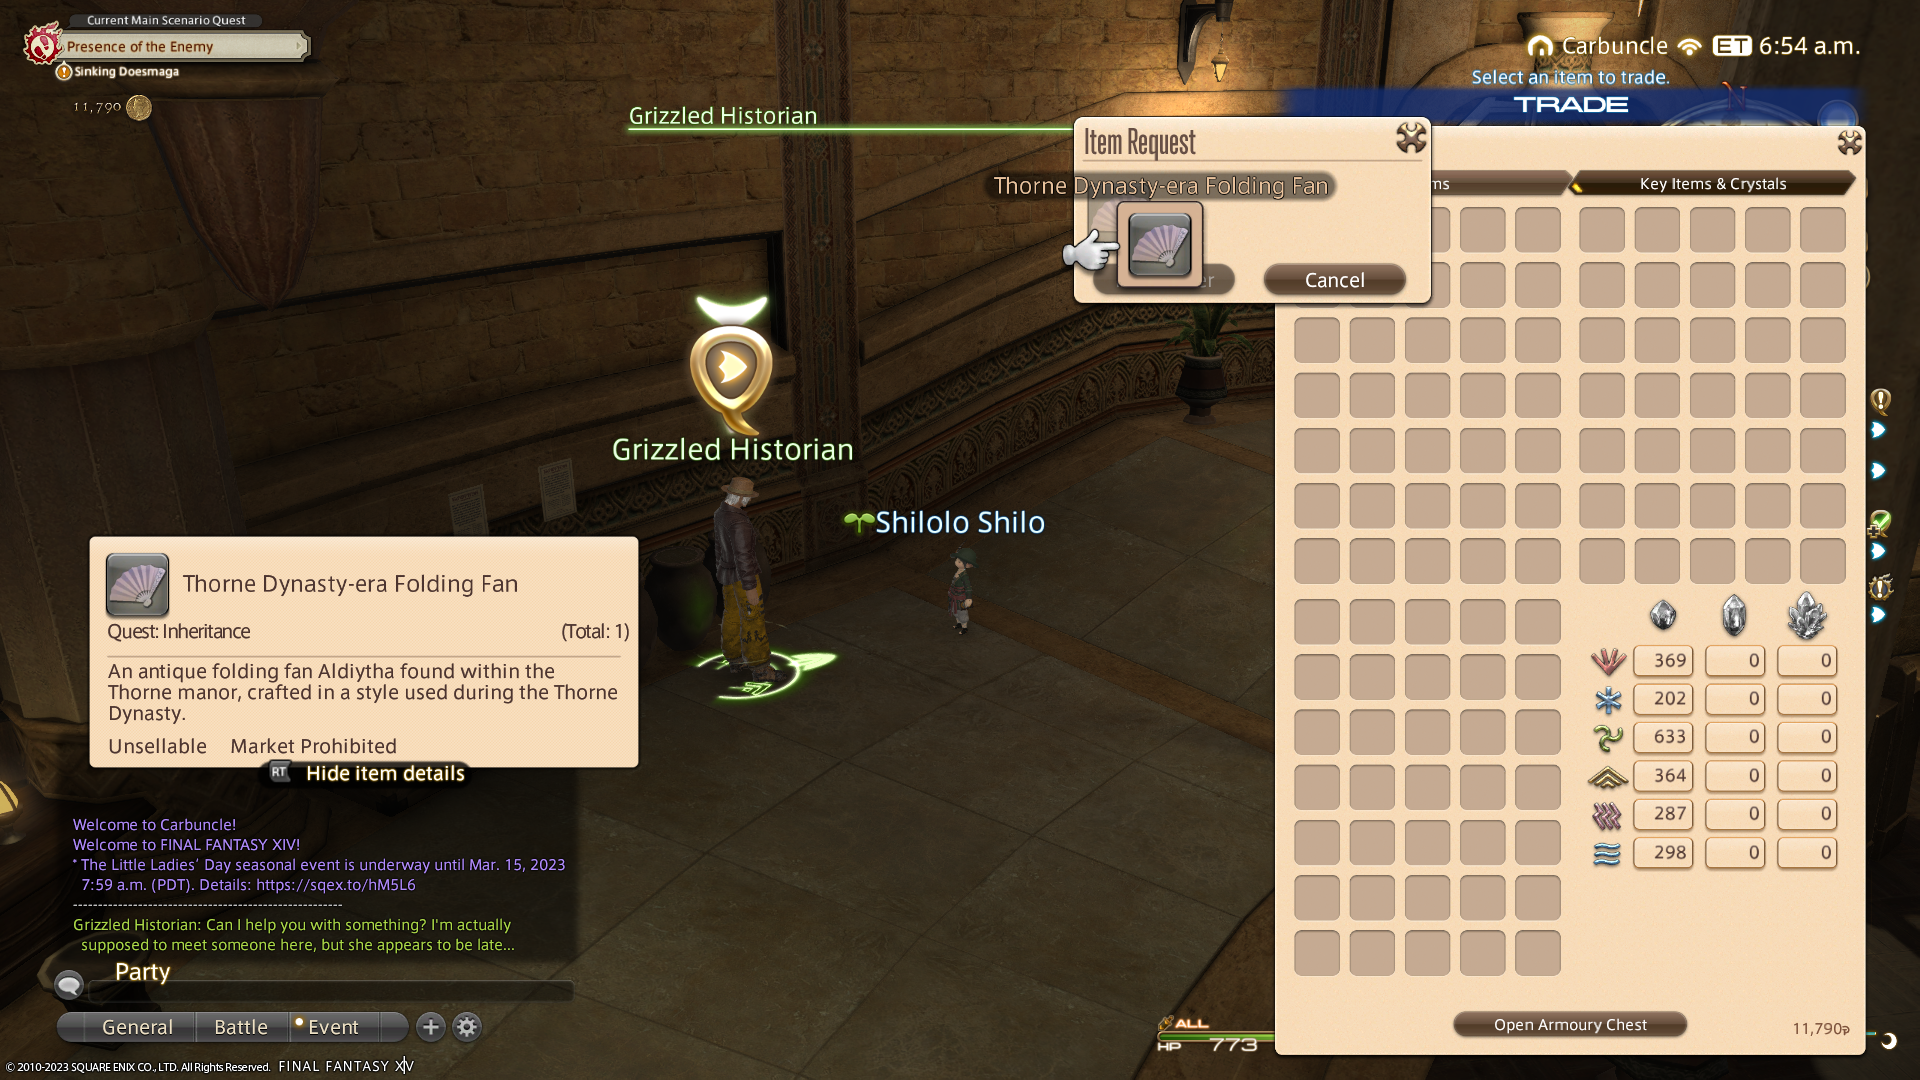 Current Main Scenario Quest
Presence of the Enemy
Sinking Doesmaga
11,790
Carbuncle ET 6:54 a.m.
Select an item to trade.
TRADE
N
Grizzled Historian
Item Request
Thorne Dynasty-era Folding Fan
Cancel
Key Items & Crystals
Grizzled Historian
Shilolo Shilo
Thorne Dynasty-era Folding Fan
Quest: Inheritance (Total: 1)
An antique folding fan Aldiytha found within the
Thorne manor, crafted in a style used during the Thorne
Dynasty.
Unsellable Market Prohibited
RT Hide item details
369 0 0
202 0 0
633 0 0
364 0 0
287 0 0
298 0 0
Welcome to Carbuncle!
Welcome to FINAL FANTASY XIV!
* The Little Ladies' Day seasonal event is underway until Mar. 15, 2023
7:59 a.m. (PDT). Details: https://sqex.to/hM5L6
------------------------------------------------------
Grizzled Historian: Can I help you with something? I'm actually
supposed to meet someone here, but she appears to be late...
Party
General Battle Event
ALL
HP 773
Open Armoury Chest
11,790
© 2010-2023 SQUARE ENIX CO., LTD. All Rights Reserved. FINAL FANTASY XIV